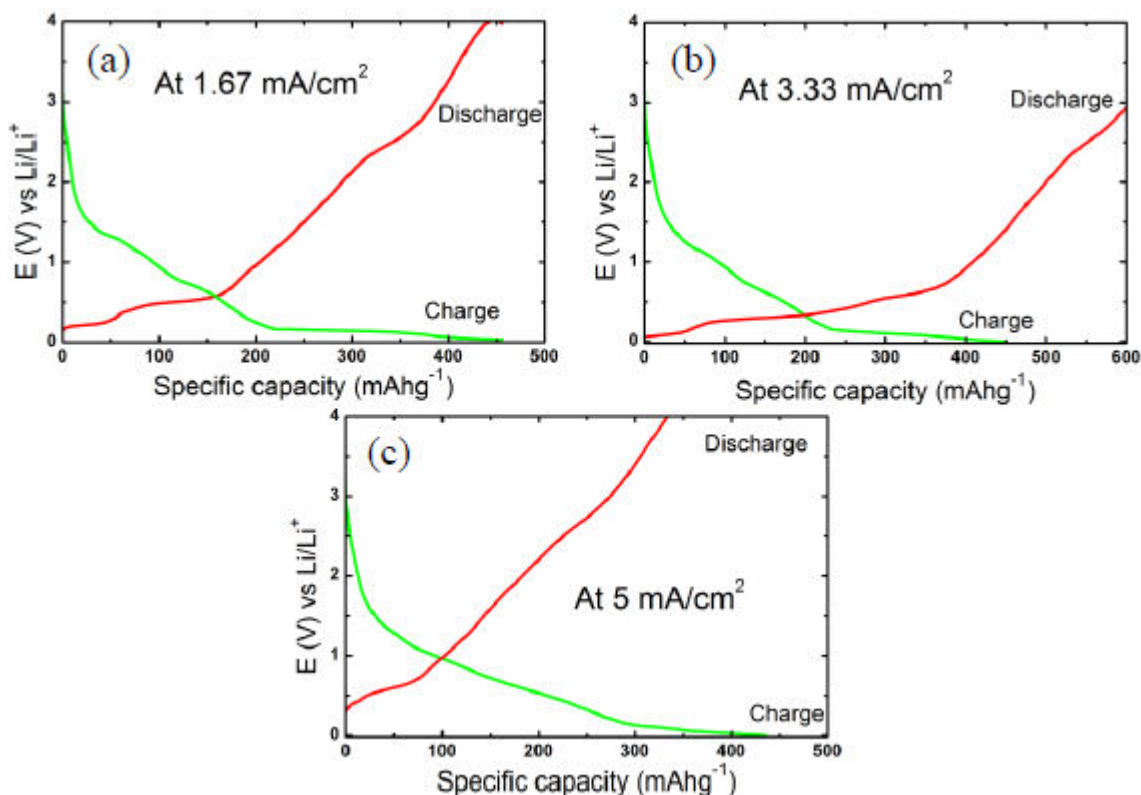 (a)
At 1.67 mA/cm²
Discharge
Charge
E (V) vs Li/Li⁺
4
3
2
1
0
0 100 200 300 400 500
Specific capacity (mAhg⁻¹)
(b)
At 3.33 mA/cm²
Discharge
Charge
E (V) vs Li/Li⁺
4
3
2
1
0
0 100 200 300 400 500 600
Specific capacity (mAhg⁻¹)
(c)
Discharge
At 5 mA/cm²
Charge
E (V) vs Li/Li⁺
4
3
2
1
0
0 100 200 300 400 500
Specific capacity (mAhg⁻¹)